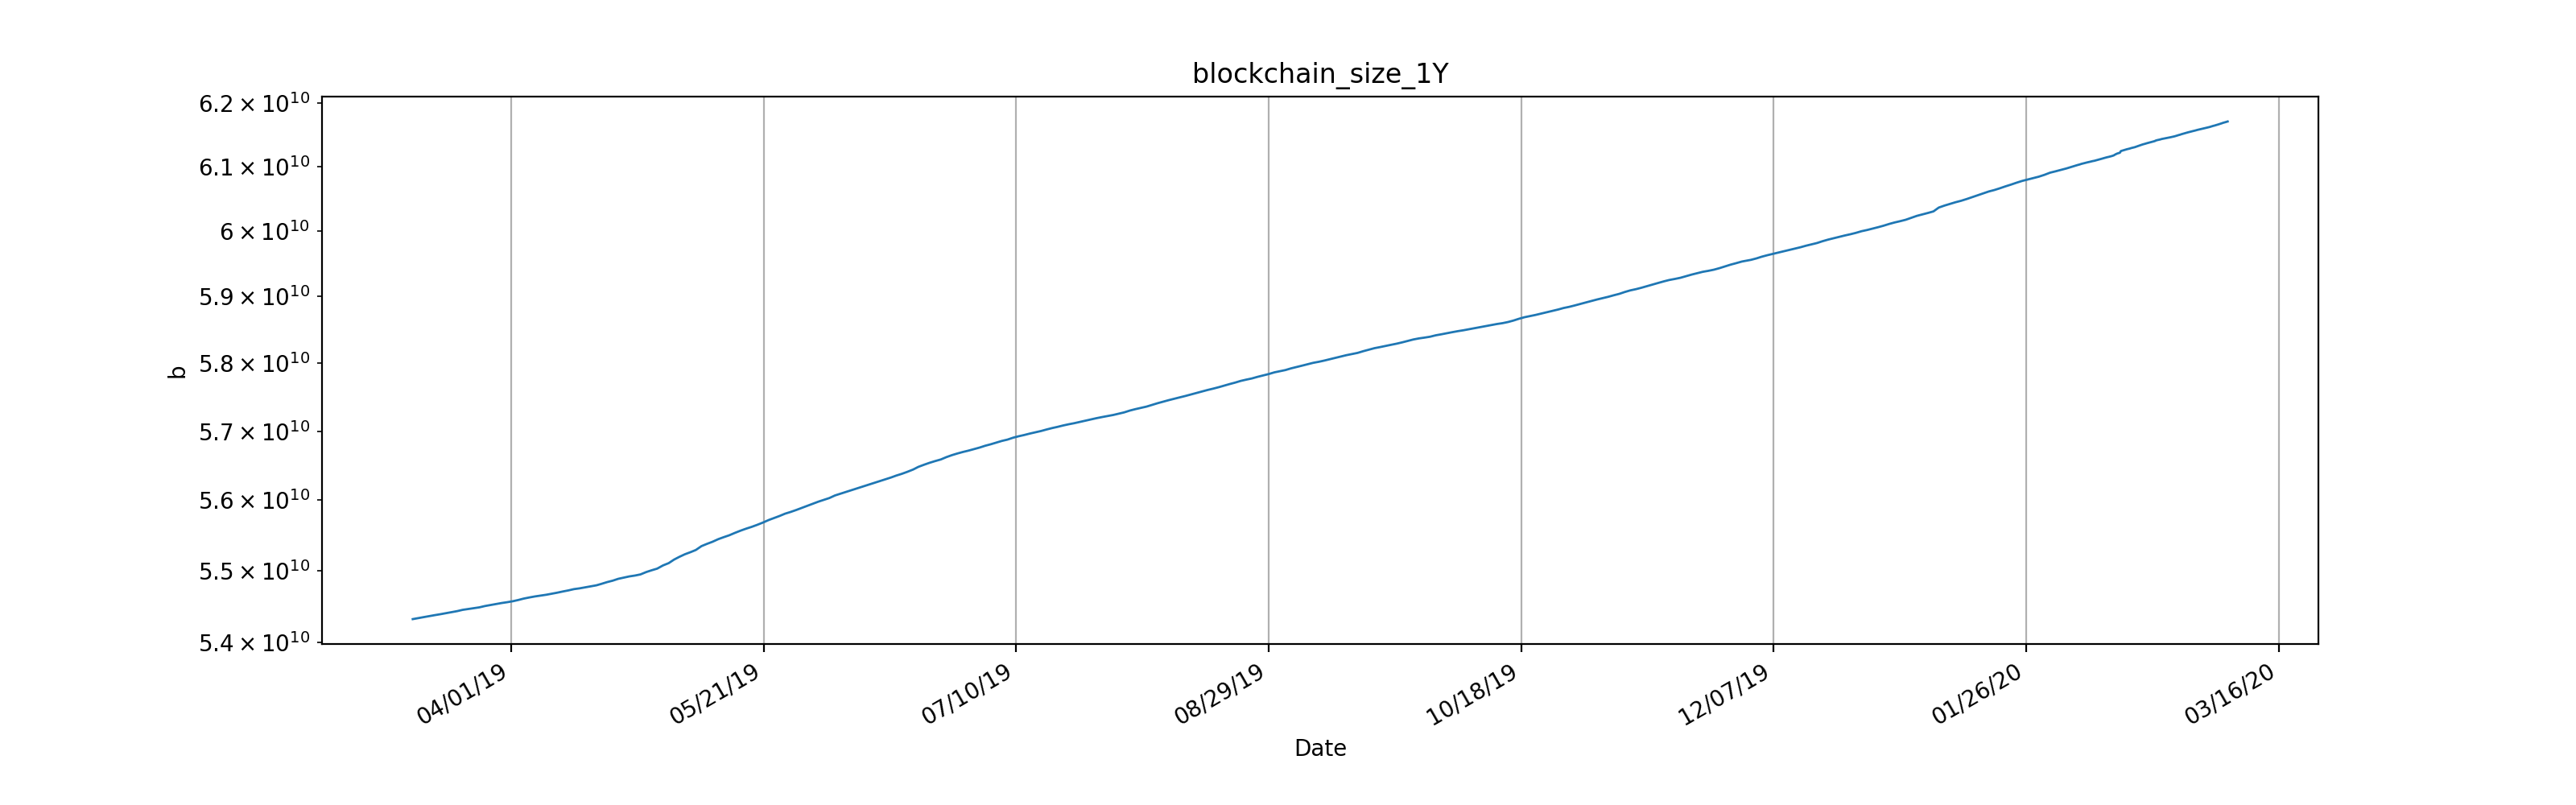 blockchain_size_1Y
6.2 × 10¹⁰
6.1 × 10¹⁰
6 × 10¹⁰
5.9 × 10¹⁰
5.8 × 10¹⁰
5.7 × 10¹⁰
5.6 × 10¹⁰
5.5 × 10¹⁰
5.4 × 10¹⁰
b
04/01/19
05/21/19
07/10/19
08/29/19
10/18/19
12/07/19
01/26/20
03/16/20
Date